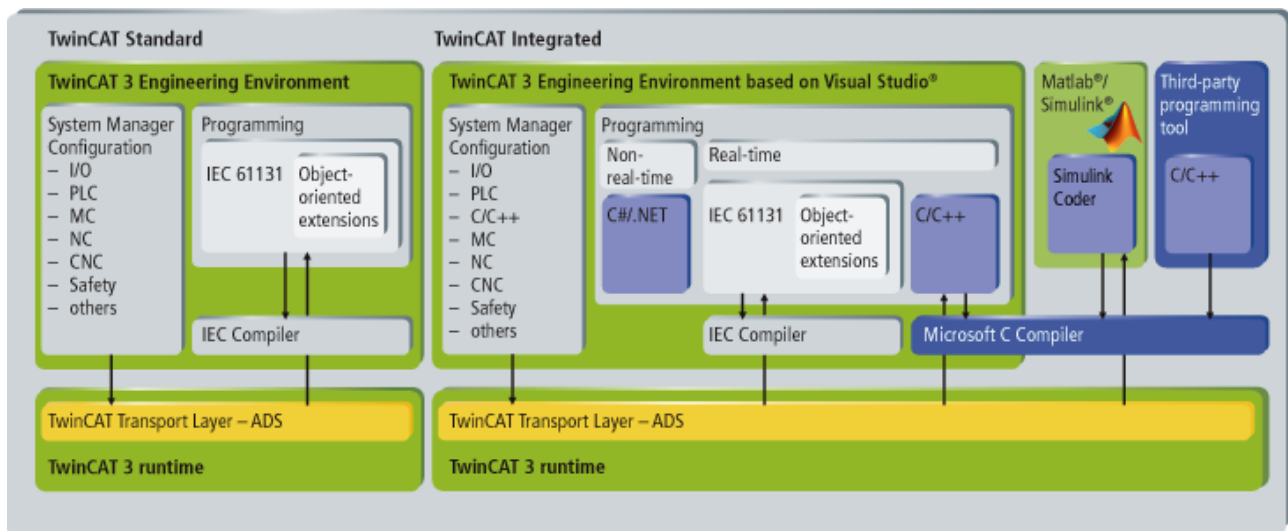 TwinCAT Standard
TwinCAT 3 Engineering Environment
System Manager
Configuration
– I/O
– PLC
– MC
– NC
– CNC
– Safety
– others
Programming
IEC 61131
Object-
oriented
extensions
IEC Compiler
TwinCAT Transport Layer – ADS
TwinCAT 3 runtime
TwinCAT Integrated
TwinCAT 3 Engineering Environment based on Visual Studio®
System Manager
Configuration
– I/O
– PLC
– C/C++
– MC
– NC
– CNC
– Safety
– others
Programming
Non-
real-time
Real-time
C#/.NET
IEC 61131
Object-
oriented
extensions
C/C++
IEC Compiler
Microsoft C Compiler
Matlab®/
Simulink®
Simulink
Coder
Third-party
programming
tool
C/C++
TwinCAT Transport Layer – ADS
TwinCAT 3 runtime